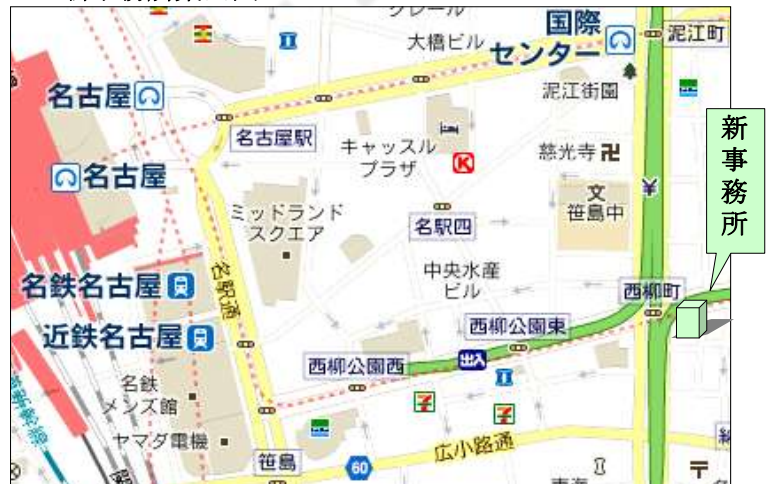 国際
センター
泥江町
大橋ビル
泥江街園
名古屋
名古屋駅
キャッスル
プラザ
慈光寺
新事務所
名古屋
ミッドランド
スクエア
名駅四
文
笹島中
中央水産
ビル
西柳町
名鉄名古屋
名駅通
近鉄名古屋
西柳公園東
西柳公園西
出入
名鉄
メンズ館
ヤマダ電機
笹島
60
広小路通